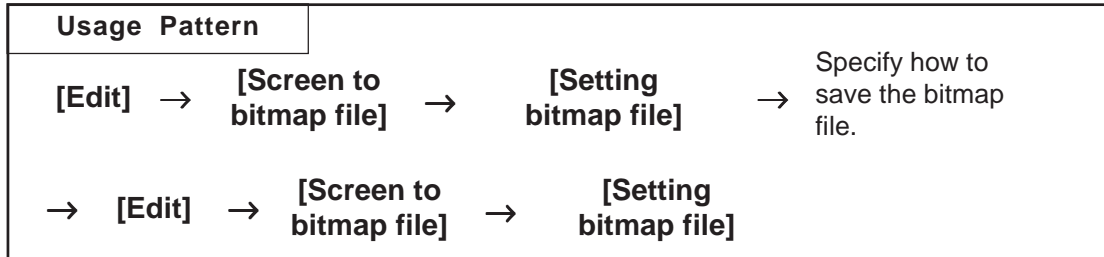 Usage Pattern
[Edit] → [Screen to bitmap file] → [Setting bitmap file] → Specify how to save the bitmap file.
→ [Edit] → [Screen to bitmap file] → [Setting bitmap file]